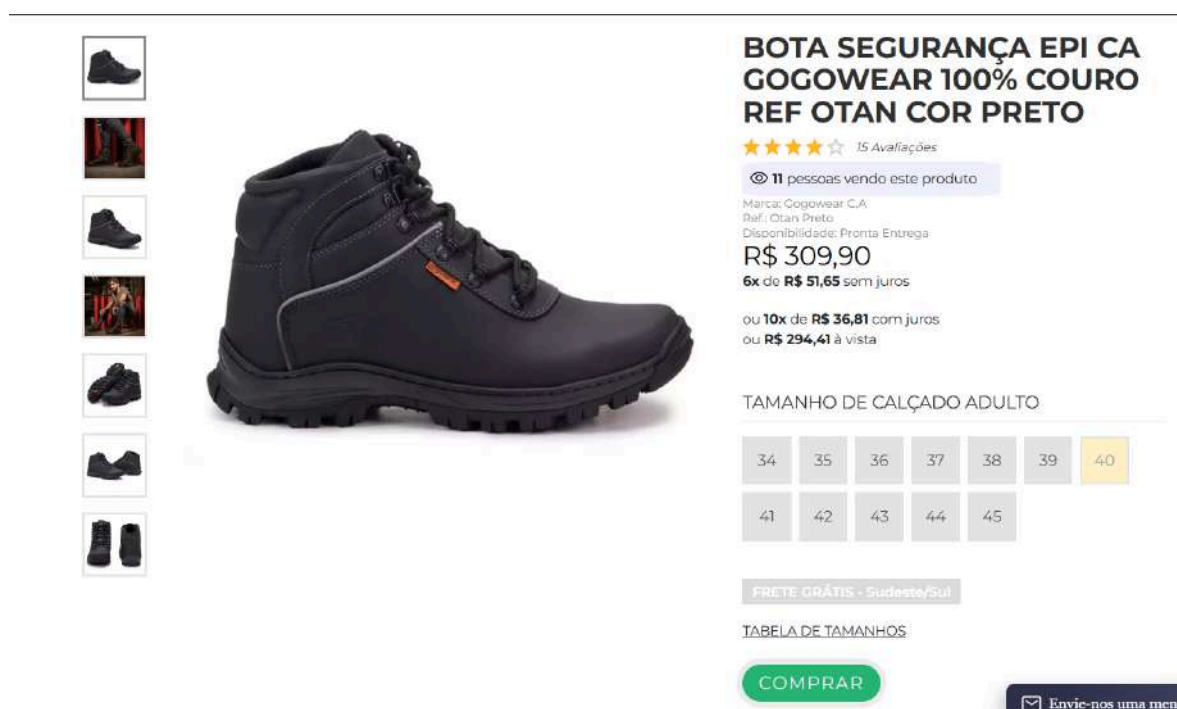 BOTA SEGURANÇA EPI CA
GOGOWEAR 100% COURO
REF OTAN COR PRETO
15 Avaliações
11 pessoas vendo este produto
Marca: Gogowear C.A
Ref.: Otan Preto
Disponibilidade: Pronta Entrega
R$ 309,90
6x de R$ 51,65 sem juros
ou 10x de R$ 36,81 com juros
ou R$ 294,41 à vista
TAMANHO DE CALÇADO ADULTO
34 35 36 37 38 39 40
41 42 43 44 45
FRETE GRÁTIS - Sudeste/Sul
TABELA DE TAMANHOS
COMPRAR
Envie-nos uma men